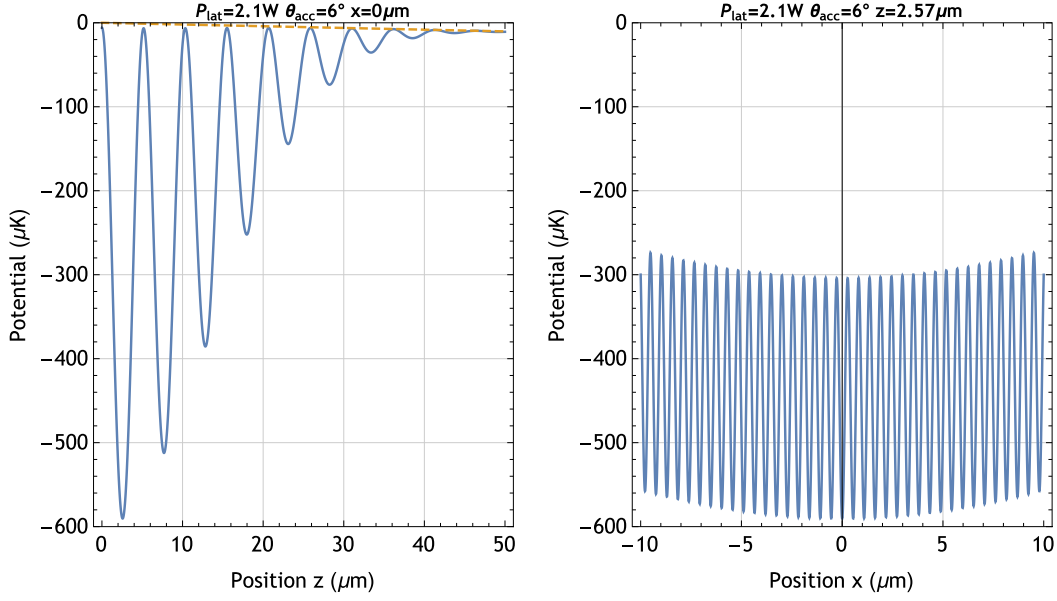 P_lat=2.1W θ_acc=6° x=0μm
0
−100
−200
−300
−400
−500
−600
Potential (μK)
0 10 20 30 40 50
Position z (μm)
P_lat=2.1W θ_acc=6° z=2.57μm
0
−100
−200
−300
−400
−500
−600
Potential (μK)
−10 −5 0 5 10
Position x (μm)